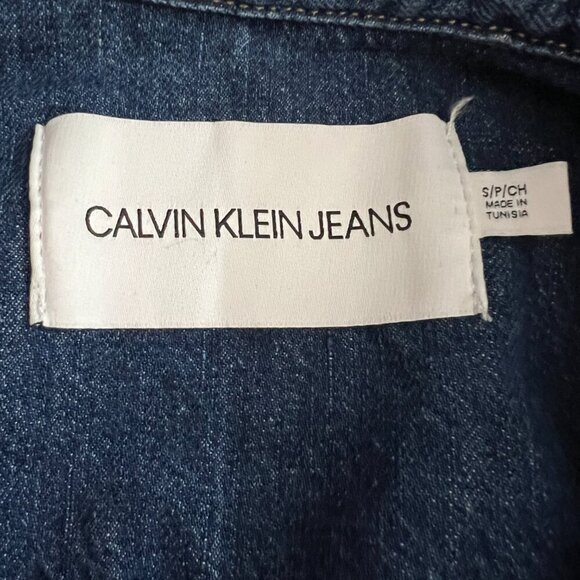 CALVIN KLEIN JEANS
S/P/CH
MADE IN
TUNISIA